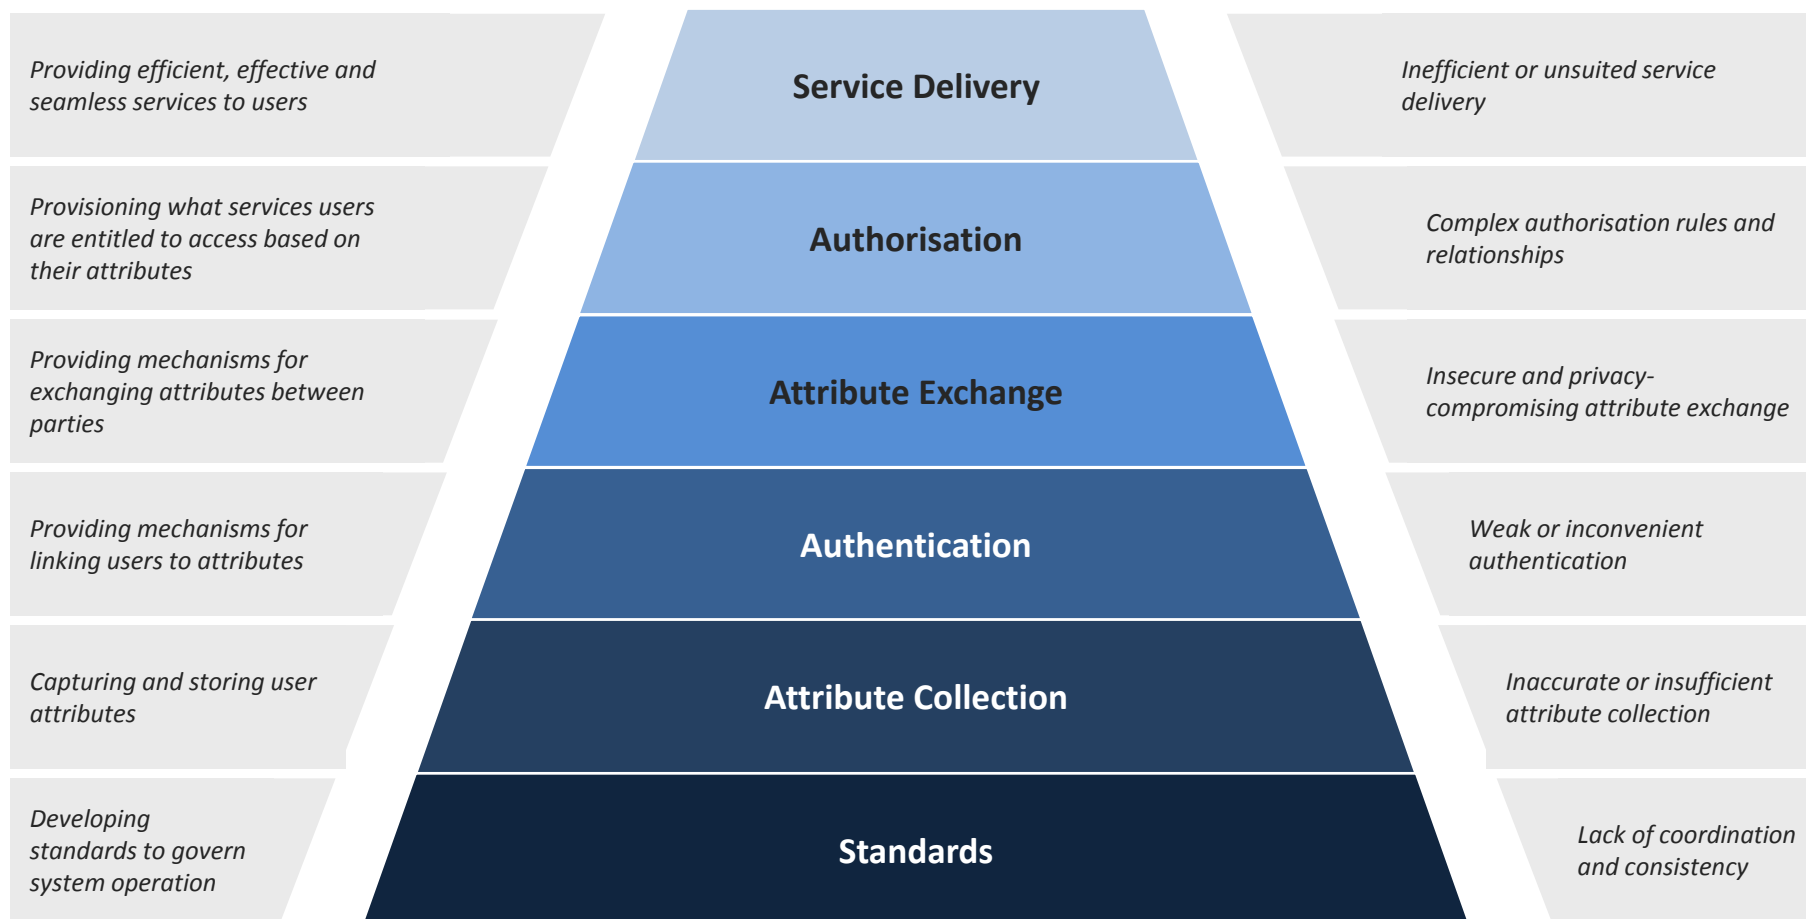 Providing efficient, effective and
seamless services to users
Service Delivery
Inefficient or unsuited service
delivery
Provisioning what services users
are entitled to access based on
their attributes
Authorisation
Complex authorisation rules and
relationships
Providing mechanisms for
exchanging attributes between
parties
Attribute Exchange
Insecure and privacy-
compromising attribute exchange
Providing mechanisms for
linking users to attributes
Authentication
Weak or inconvenient
authentication
Capturing and storing user
attributes
Attribute Collection
Inaccurate or insufficient
attribute collection
Developing
standards to govern
system operation
Standards
Lack of coordination
and consistency